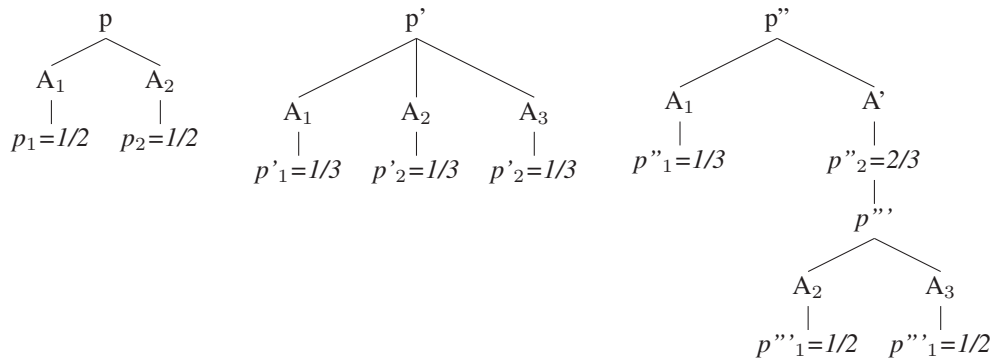 p p' p''
A₁ A₂ A₁ A₂ A₃ A₁ A'
p₁=1/2 p₂=1/2 p'₁=1/3 p'₂=1/3 p'₂=1/3 p''₁=1/3 p''₂=2/3
p'''
A₂ A₃
p'''₁=1/2 p'''₁=1/2